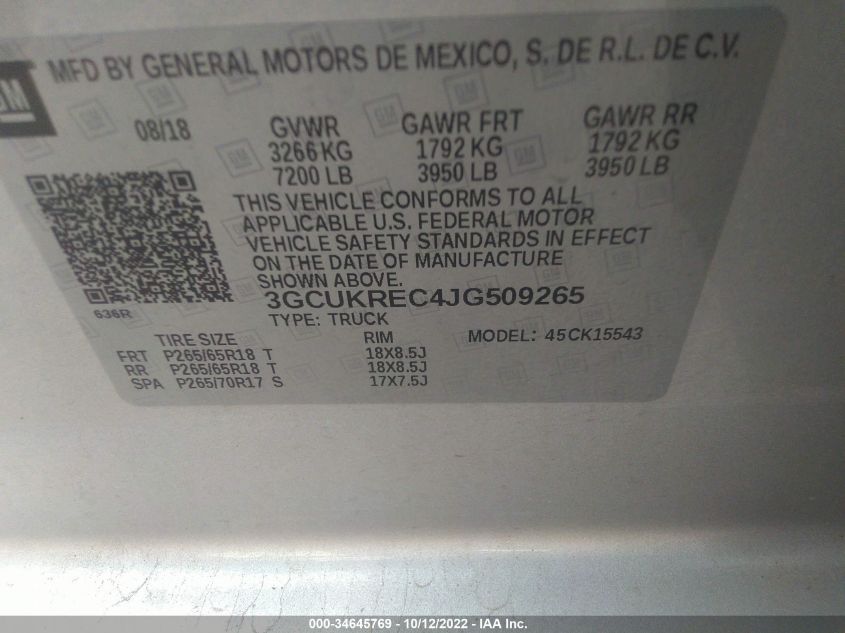 GM
MFD BY GENERAL MOTORS DE MEXICO, S. DE R.L. DE C.V.
08/18 GVWR GAWR FRT GAWR RR
3266 KG 1792 KG 1792 KG
7200 LB 3950 LB 3950 LB
THIS VEHICLE CONFORMS TO ALL
APPLICABLE U.S. FEDERAL MOTOR
VEHICLE SAFETY STANDARDS IN EFFECT
ON THE DATE OF MANUFACTURE
SHOWN ABOVE.
3GCUKREC4JG509265
636R
TYPE: TRUCK
TIRE SIZE RIM MODEL: 45CK15543
FRT P265/65R18 T 18X8.5J
RR P265/65R18 T 18X8.5J
SPA P265/70R17 S 17X7.5J
000-34645769 - 10/12/2022 - IAA Inc.